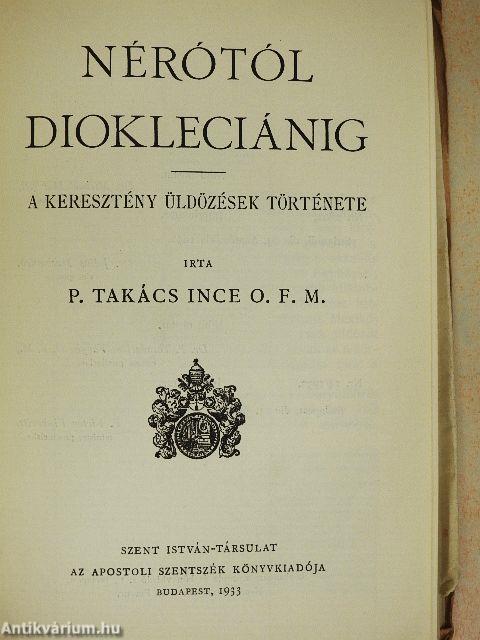 NÉRÓTÓL
DIOKLECIÁNIG
A KERESZTÉNY ÜLDÖZÉSEK TÖRTÉNETE
IRTA
P. TAKÁCS INCE O. F. M.
SZENT ISTVÁN-TÁRSULAT
AZ APOSTOLI SZENTSZÉK KÖNYVKIADÓJA
BUDAPEST, 1933
Antikvárium.hu